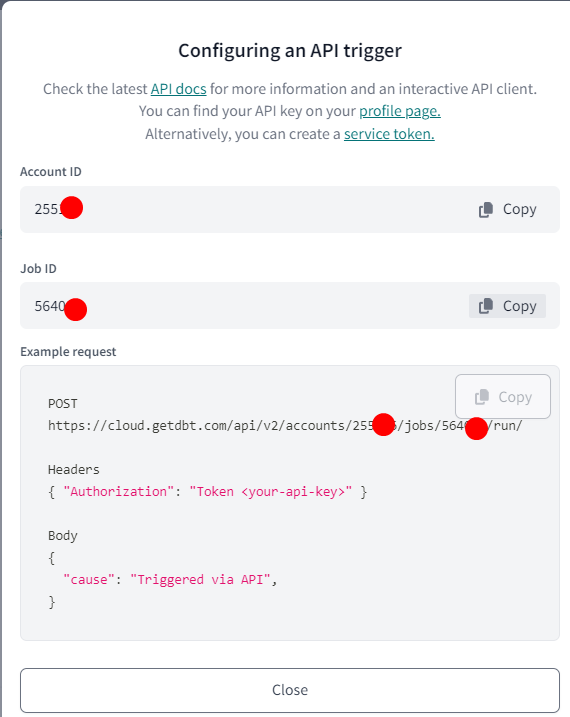 Configuring an API trigger
Check the latest API docs for more information and an interactive API client.
You can find your API key on your profile page.
Alternatively, you can create a service token.
Account ID
Copy
Job ID
Copy
Example request
Copy
POST
Headers
{ "Authorization": "Token <your-api-key>" }
Body
{
"cause": "Triggered via API",
}
Close